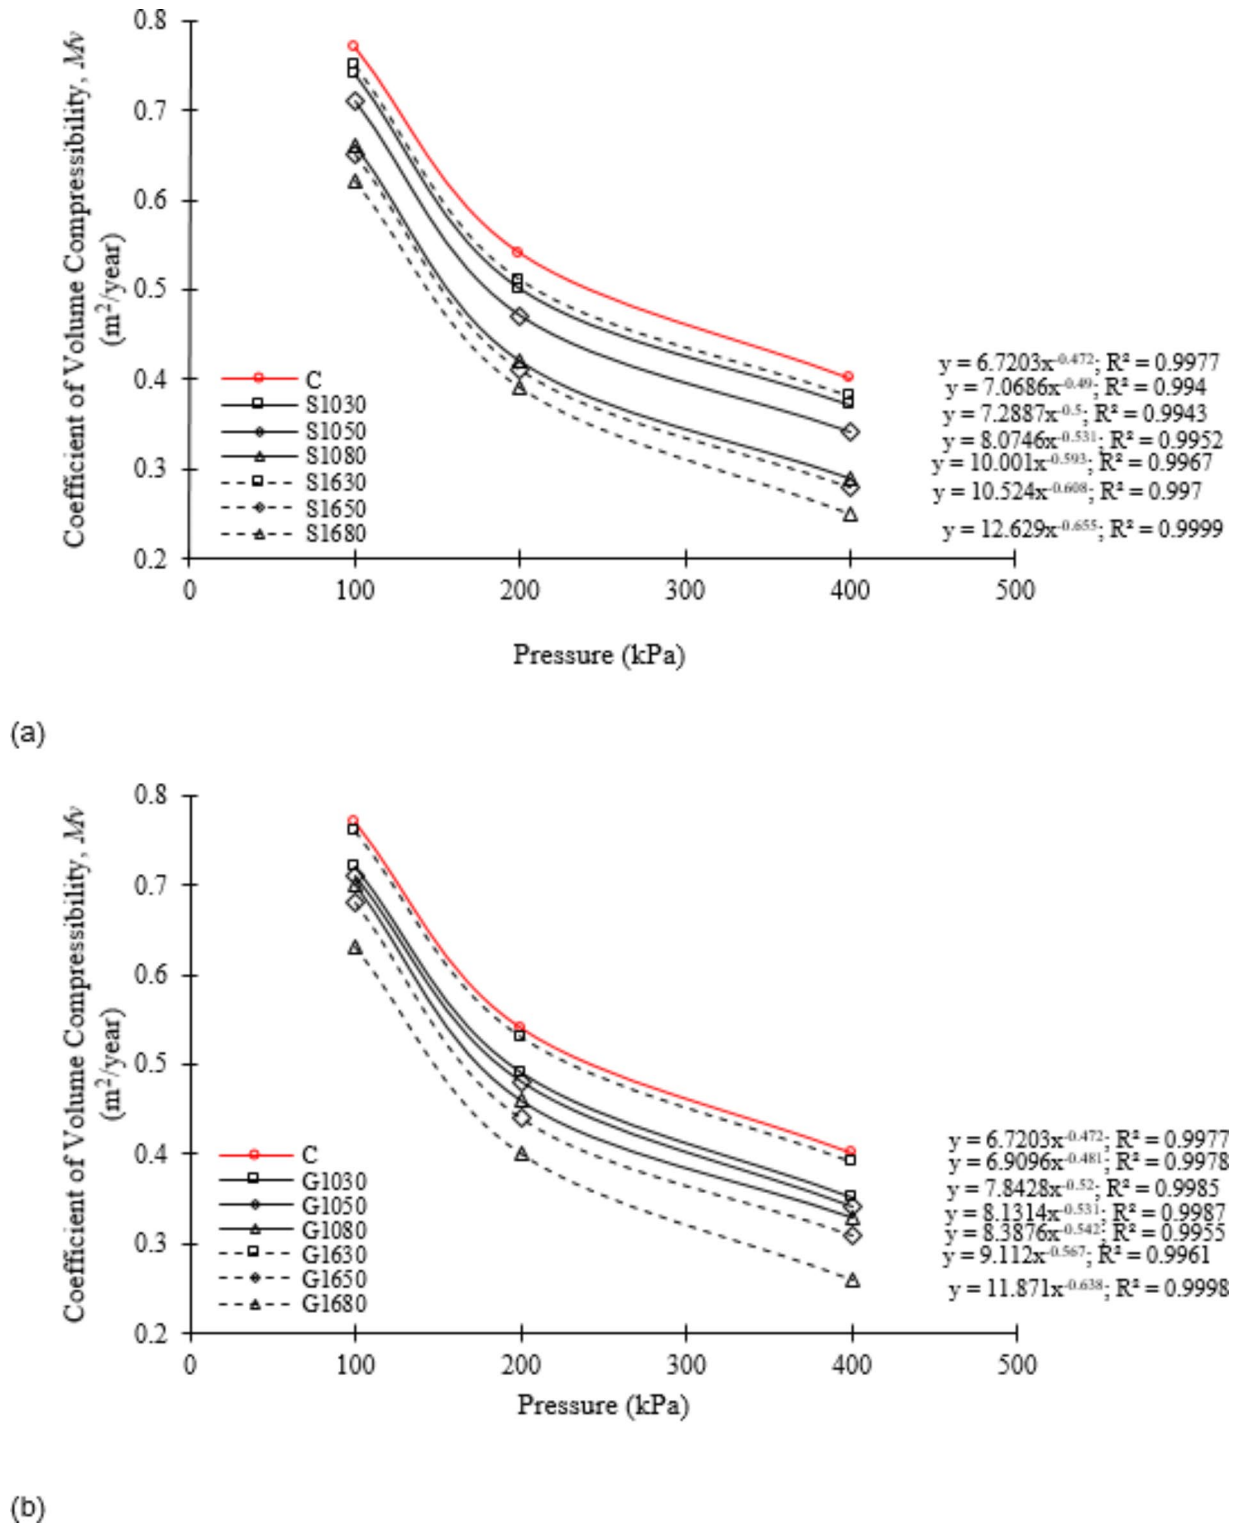 Coefficient of Volume Compressibility, Mv
(m²/year)
0.8
0.7
0.6
0.5
0.4
0.3
0.2
C
S1030
S1050
S1080
S1630
S1650
S1680
y = 6.7203x^-0.472; R² = 0.9977
y = 7.0686x^-0.49; R² = 0.994
y = 7.2887x^-0.5; R² = 0.9943
y = 8.0746x^-0.531; R² = 0.9952
y = 10.001x^-0.593; R² = 0.9967
y = 10.524x^-0.608; R² = 0.997
y = 12.629x^-0.655; R² = 0.9999
0 100 200 300 400 500
Pressure (kPa)
(a)
Coefficient of Volume Compressibility, Mv
(m²/year)
0.8
0.7
0.6
0.5
0.4
0.3
0.2
C
G1030
G1050
G1080
G1630
G1650
G1680
y = 6.7203x^-0.472; R² = 0.9977
y = 6.9096x^-0.481; R² = 0.9978
y = 7.8428x^-0.52; R² = 0.9985
y = 8.1314x^-0.531; R² = 0.9987
y = 8.3876x^-0.542; R² = 0.9955
y = 9.112x^-0.567; R² = 0.9961
y = 11.871x^-0.638; R² = 0.9998
0 100 200 300 400 500
Pressure (kPa)
(b)